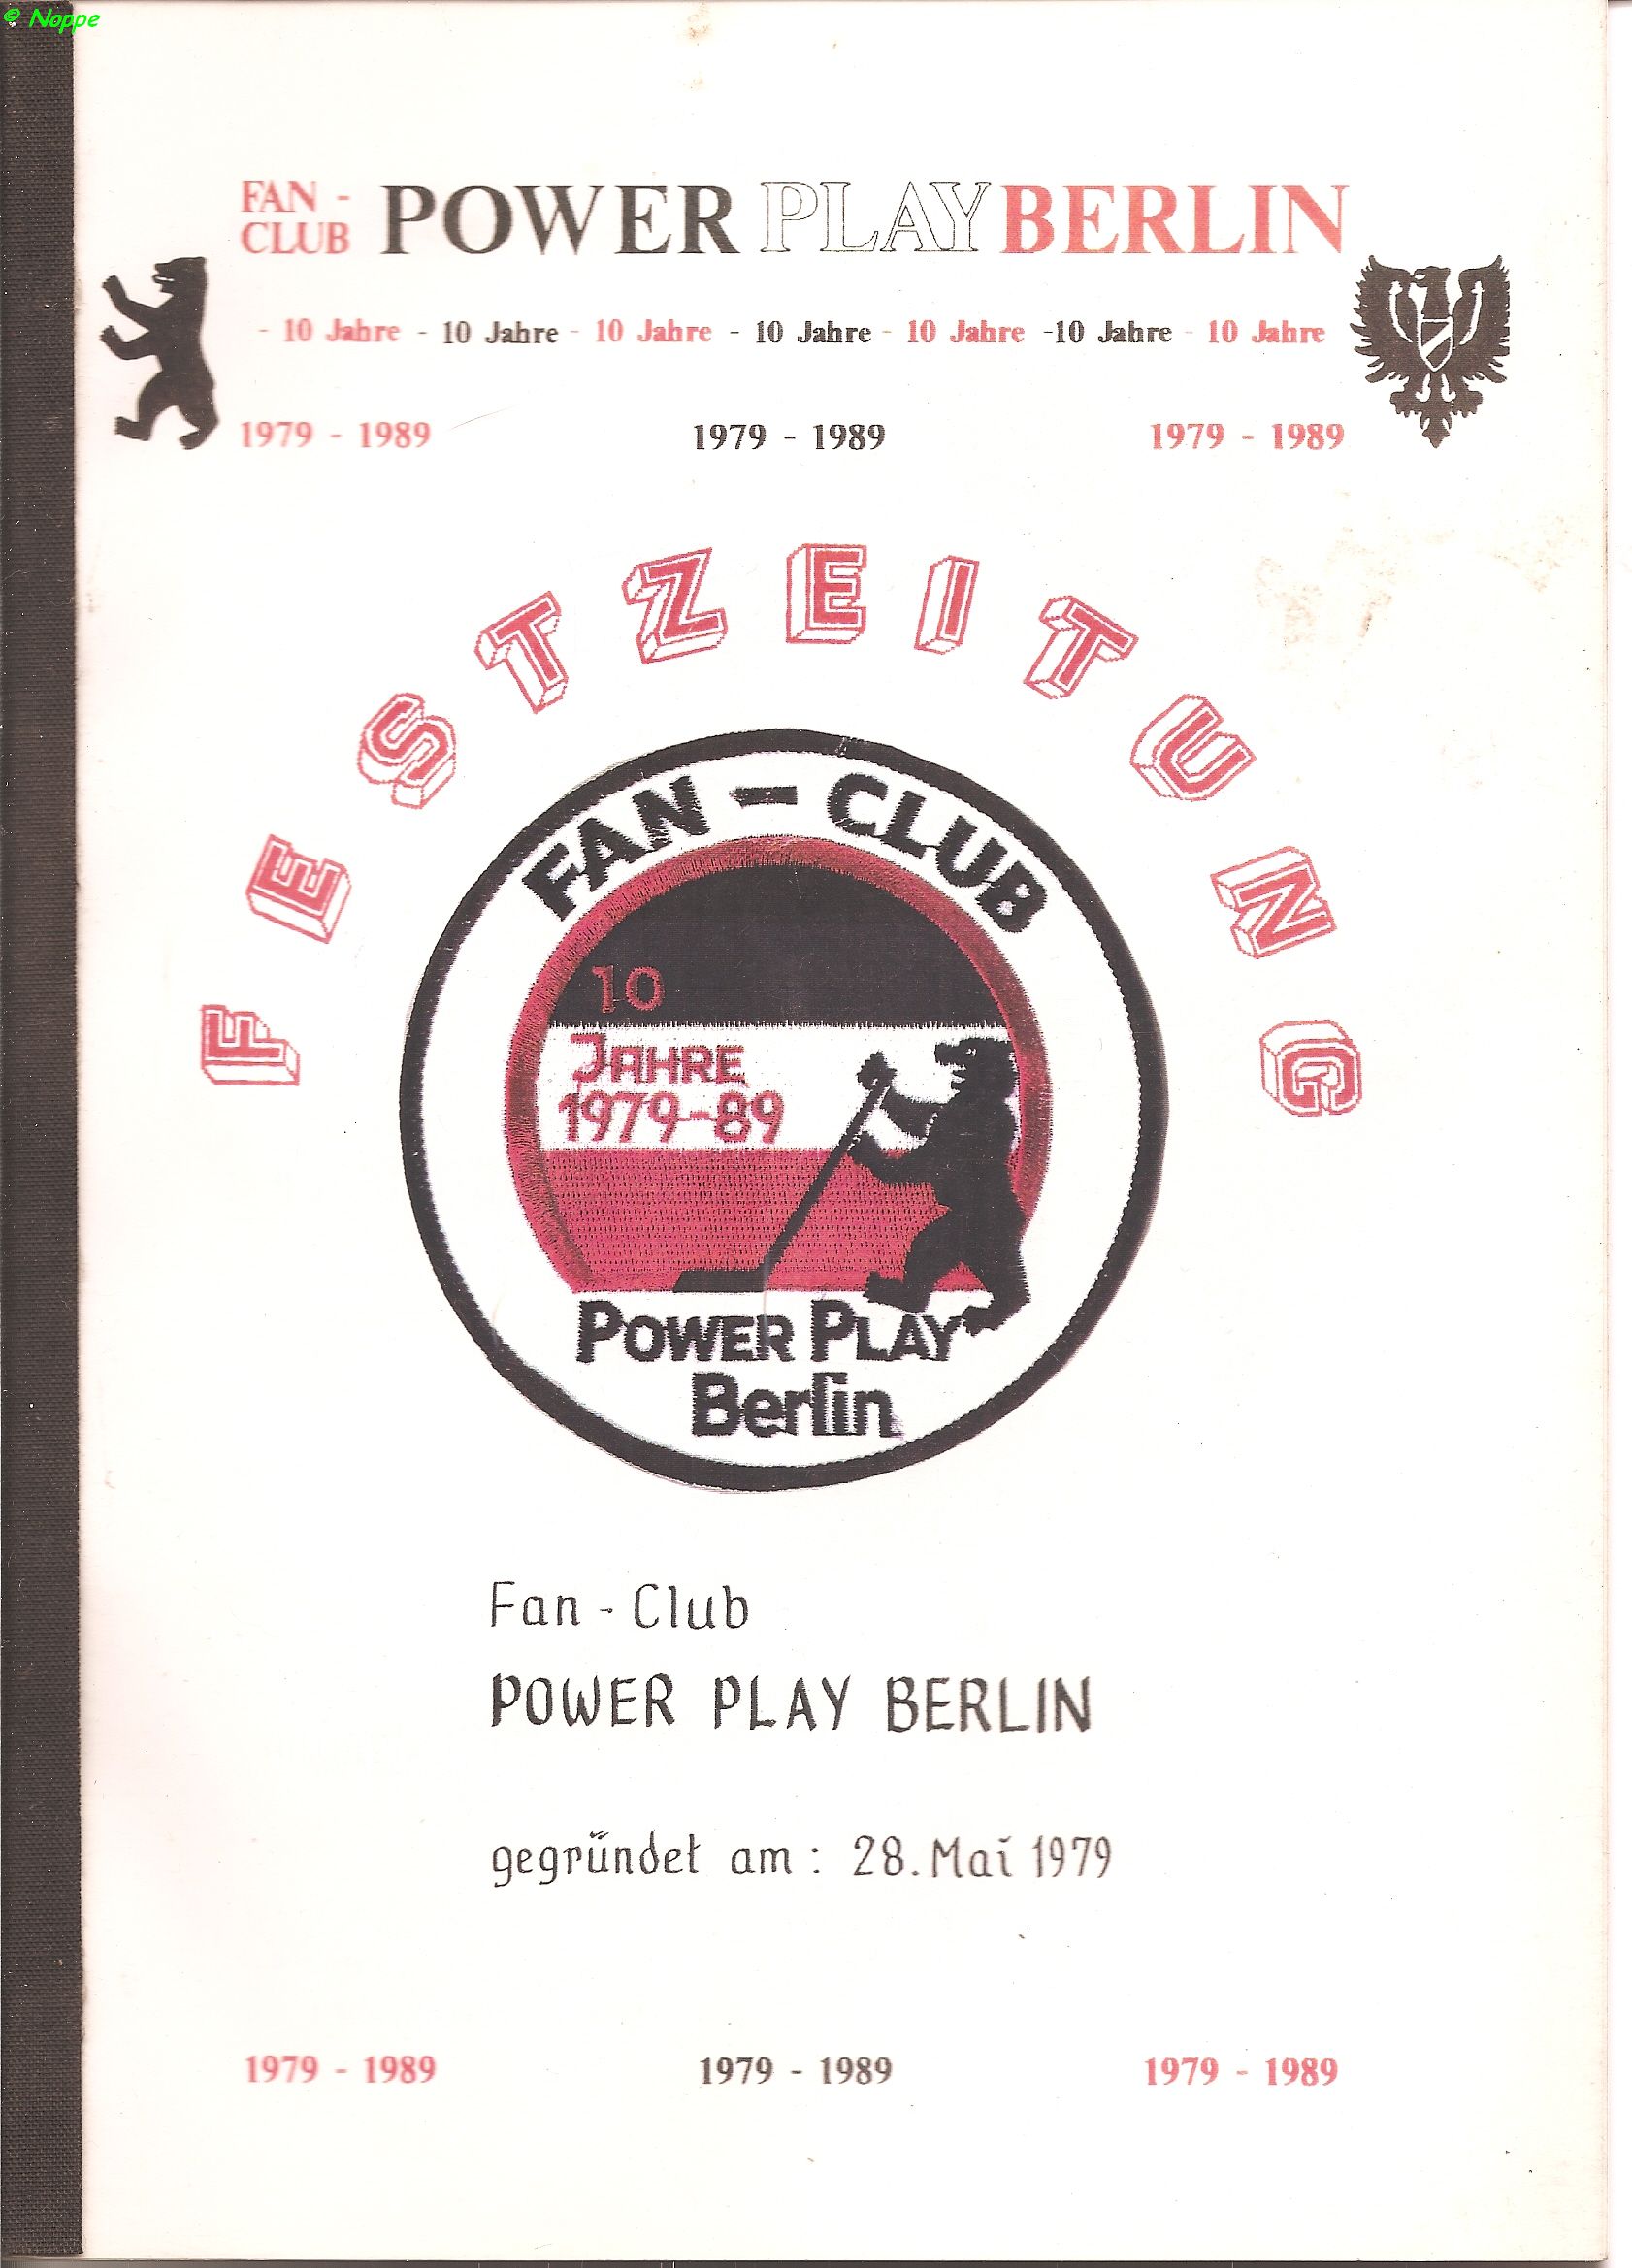 © Noppe
FAN -
CLUB
POWER PLAY BERLIN
- 10 Jahre - 10 Jahre - 10 Jahre - 10 Jahre - 10 Jahre -10 Jahre - 10 Jahre
1979 - 1989 1979 - 1989 1979 - 1989
FESTZEITUNG
FAN - CLUB
10
JAHRE
1979-89
POWER PLAY
Berlin
Fan - Club
POWER PLAY BERLIN
gegründet am : 28. Mai 1979
1979 - 1989 1979 - 1989 1979 - 1989